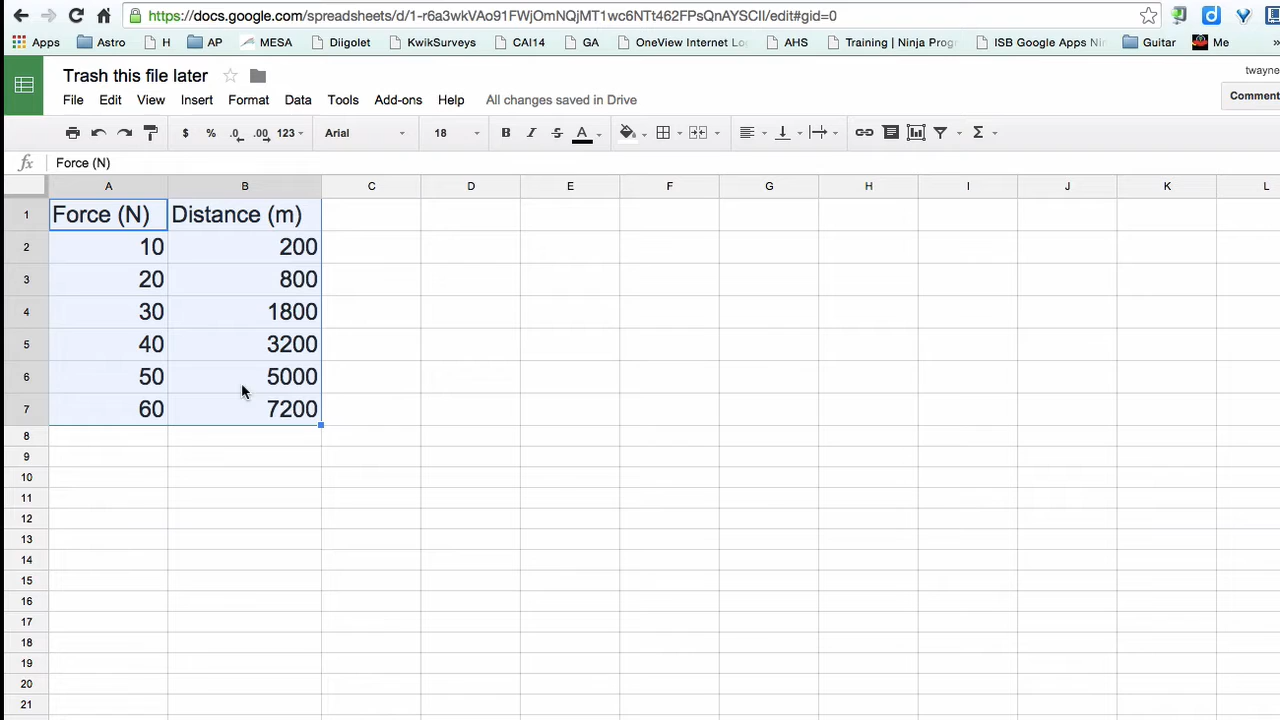 https://docs.google.com/spreadsheets/d/1-r6a3wkVAo91FWjOmNQjMT1wc6NTt462FPsQnAYSCII/edit#gid=0
Apps Astro H AP MESA Diigolet KwikSurveys CAI14 GA OneView Internet Lo AHS Training | Ninja Prog ISB Google Apps Nin Guitar Me »
Trash this file later
twayne
File Edit View Insert Format Data Tools Add-ons Help All changes saved in Drive
Comment
$ % .0 .00 123 Arial 18 B I S A Σ
fx Force (N)
A B C D E F G H I J K L
1 Force (N) Distance (m)
2 10 200
3 20 800
4 30 1800
5 40 3200
6 50 5000
7 60 7200
8
9
10
11
12
13
14
15
16
17
18
19
20
21